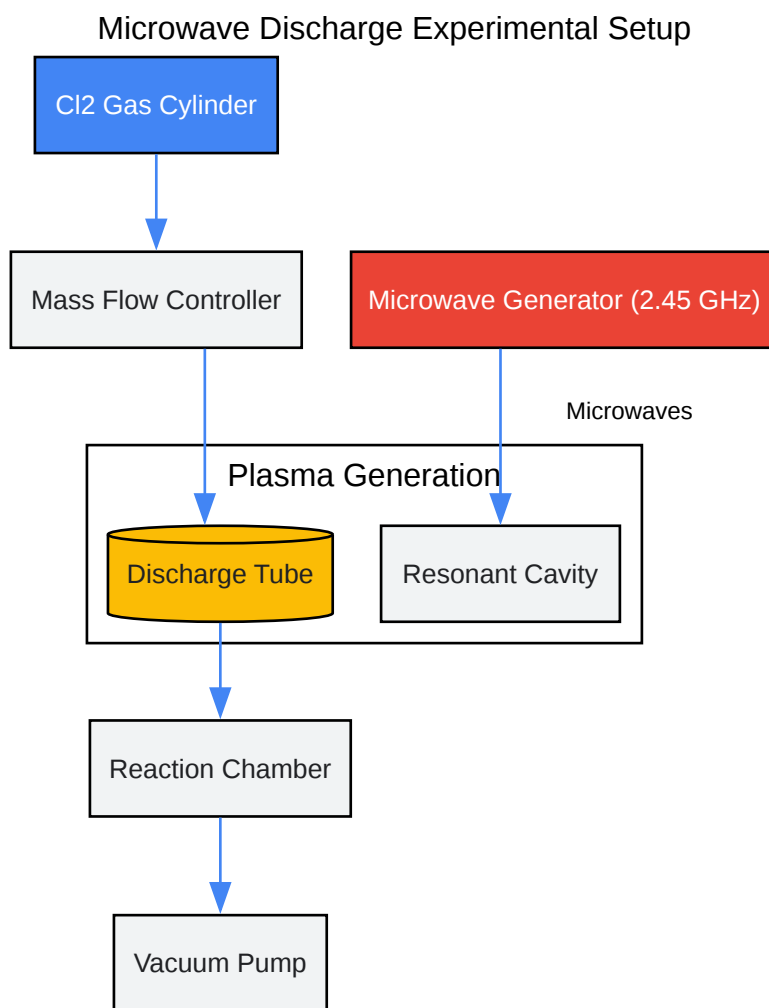 Microwave Discharge Experimental Setup
Cl2 Gas Cylinder
Mass Flow Controller
Microwave Generator (2.45 GHz)
Microwaves
Plasma Generation
Discharge Tube
Resonant Cavity
Reaction Chamber
Vacuum Pump